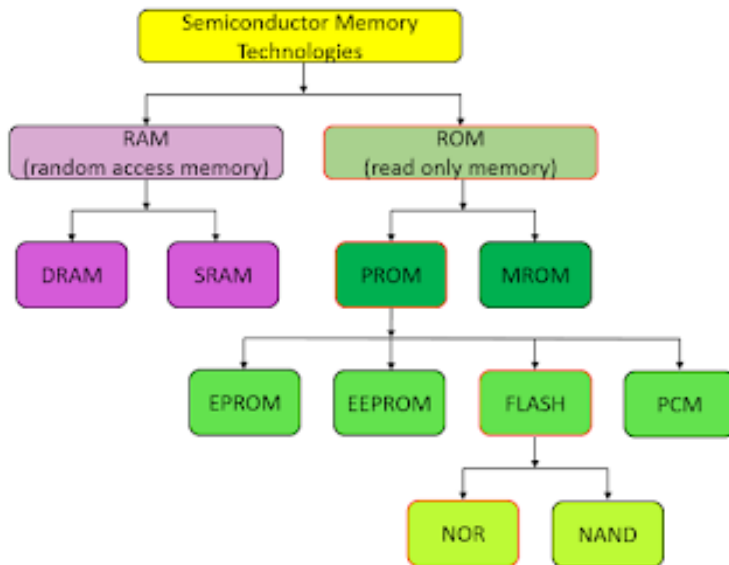 Semiconductor Memory
Technologies
RAM
(random access memory)
ROM
(read only memory)
DRAM
SRAM
PROM
MROM
EPROM
EEPROM
FLASH
PCM
NOR
NAND